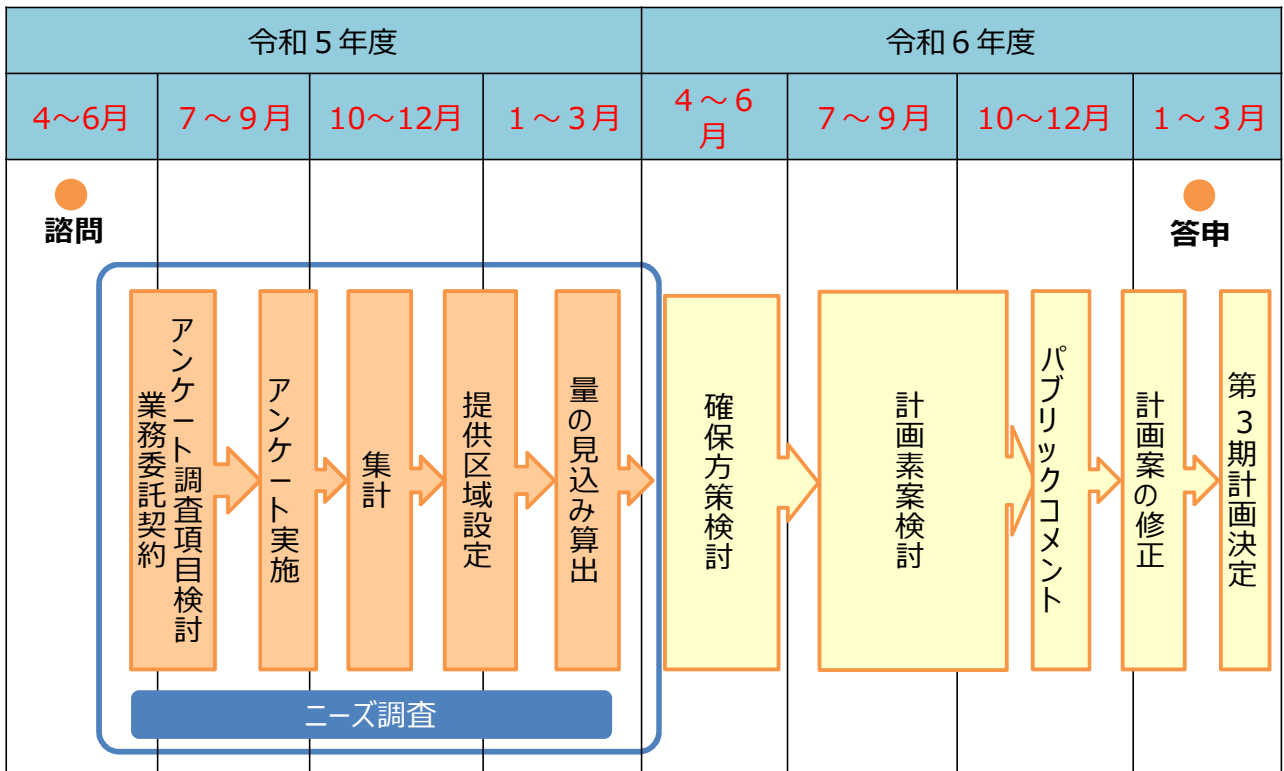 令和５年度
令和６年度
4～6月
７～９月
10～12月
１～３月
４～６
月
７～９月
10～12月
１～３月
諮問
答申
アンケート調査項目検討
業務委託契約
アンケート実施
集計
提供区域設定
量の見込み算出
確保方策検討
計画素案検討
パブリックコメント
計画案の修正
第３期計画決定
ニーズ調査